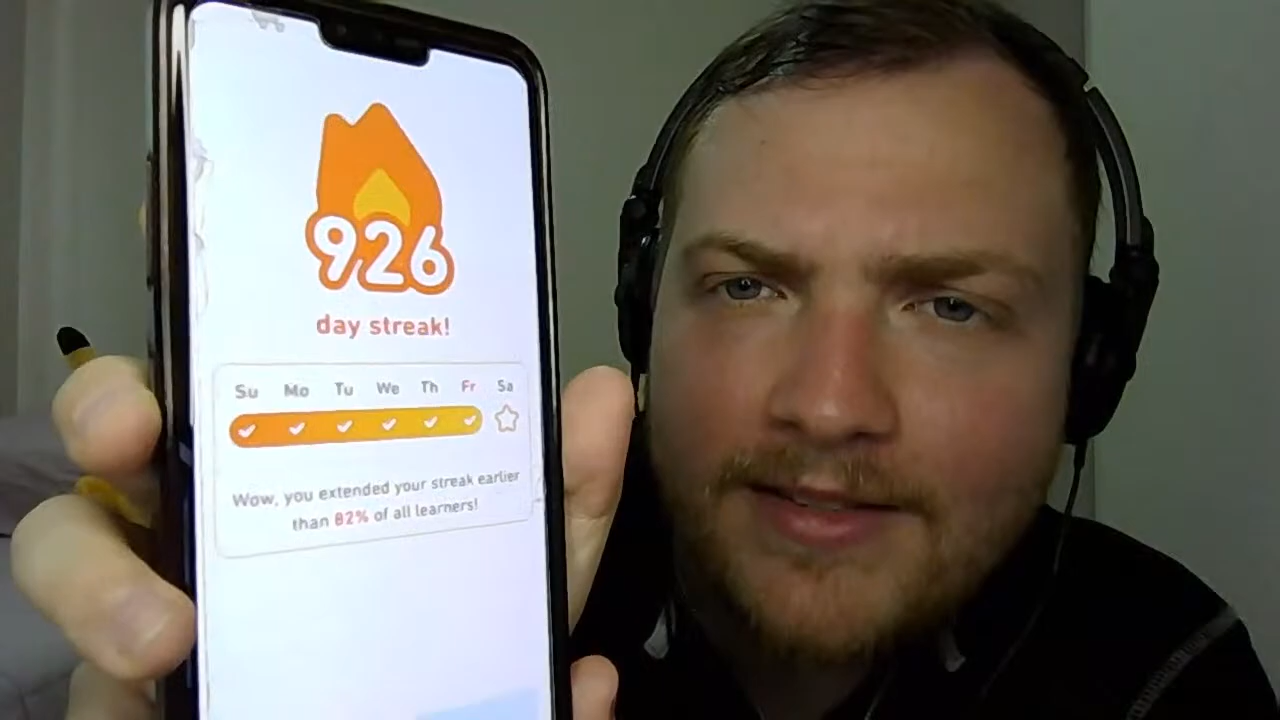 926
day streak!
Su Mo Tu We Th Fr Sa
Wow, you extended your streak earlier
than 82% of all learners!